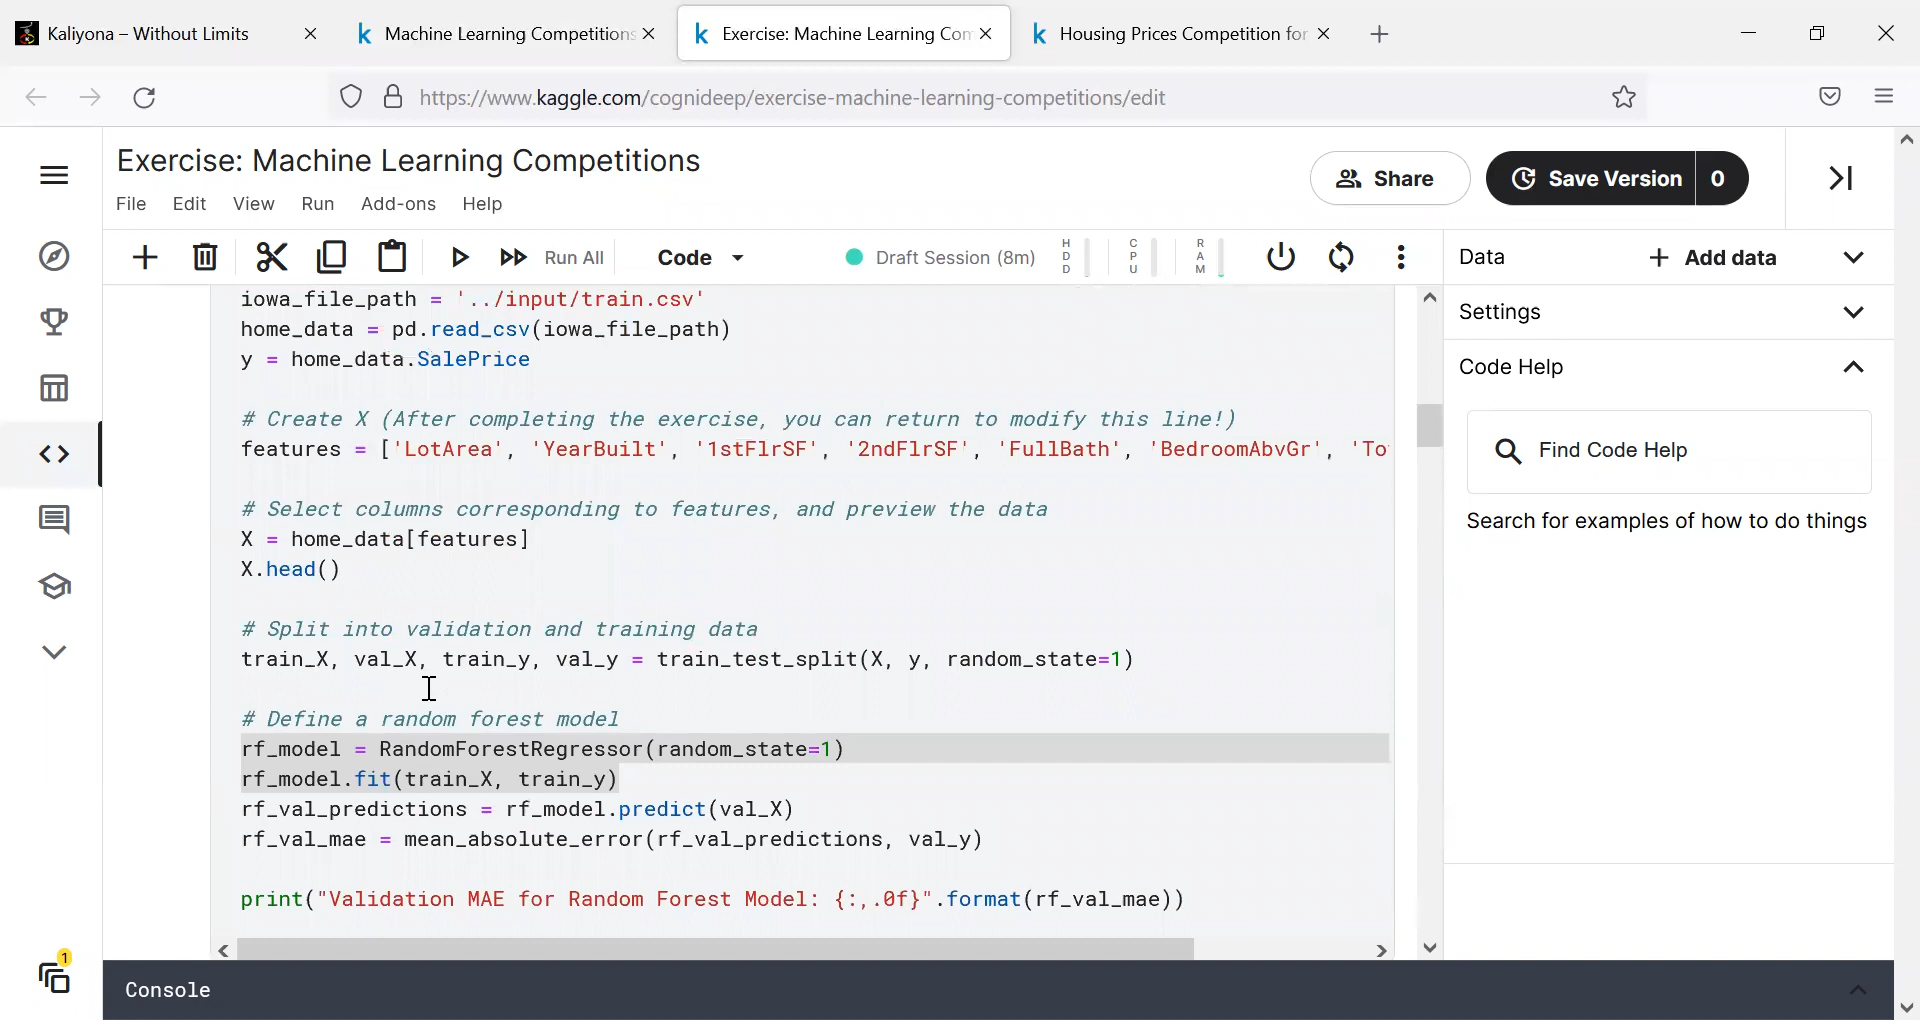 Kaliyona – Without Limits
Machine Learning Competitions
Exercise: Machine Learning Com
Housing Prices Competition for
https://www.kaggle.com/cognideep/exercise-machine-learning-competitions/edit
Exercise: Machine Learning Competitions
File Edit View Run Add-ons Help
Share
Save Version 0
Run All
Code
Draft Session (8m)
HDD
CPU
RAM
Data
Add data
Settings
Code Help
Find Code Help
Search for examples of how to do things
iowa_file_path = '../input/train.csv'
home_data = pd.read_csv(iowa_file_path)
y = home_data.SalePrice
# Create X (After completing the exercise, you can return to modify this line!)
features = ['LotArea', 'YearBuilt', '1stFlrSF', '2ndFlrSF', 'FullBath', 'BedroomAbvGr', 'To
# Select columns corresponding to features, and preview the data
X = home_data[features]
X.head()
# Split into validation and training data
train_X, val_X, train_y, val_y = train_test_split(X, y, random_state=1)
# Define a random forest model
rf_model = RandomForestRegressor(random_state=1)
rf_model.fit(train_X, train_y)
rf_val_predictions = rf_model.predict(val_X)
rf_val_mae = mean_absolute_error(rf_val_predictions, val_y)
print("Validation MAE for Random Forest Model: {:,.0f}".format(rf_val_mae))
1
Console